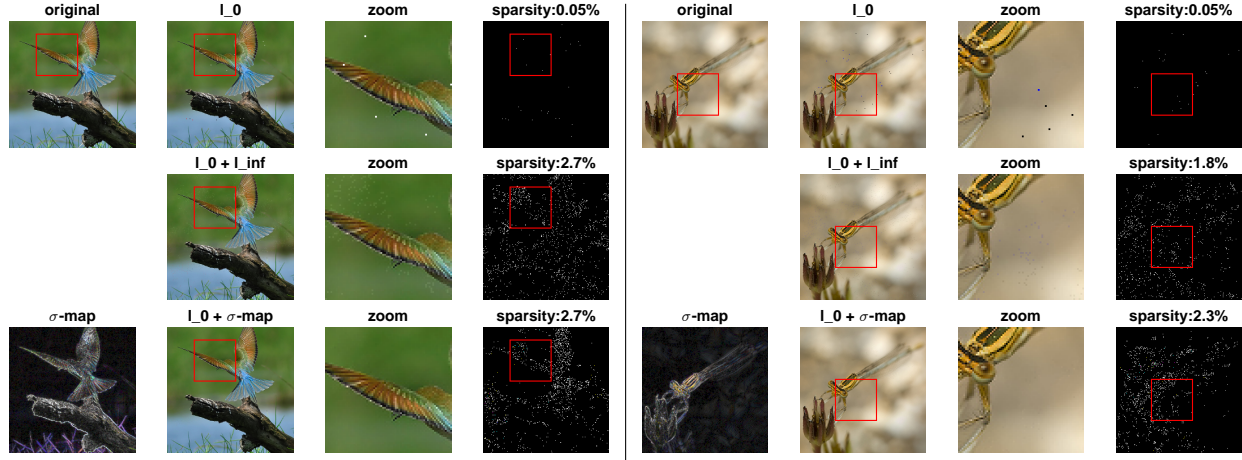 original l_0 zoom sparsity:0.05% original l_0 zoom sparsity:0.05%
l_0 + l_inf zoom sparsity:2.7% l_0 + l_inf zoom sparsity:1.8%
σ-map l_0 + σ-map zoom sparsity:2.7% σ-map l_0 + σ-map zoom sparsity:2.3%